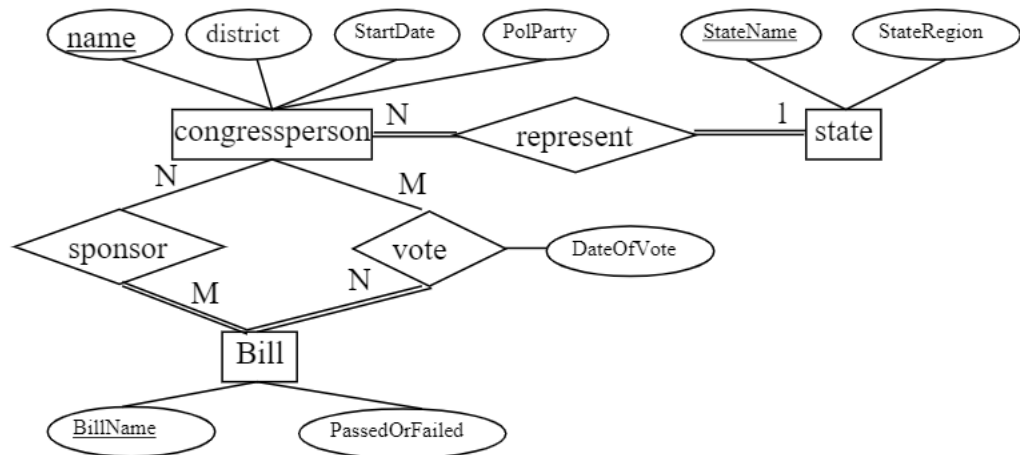 name
district
StartDate
PolParty
StateName
StateRegion
congressperson
N
represent
1
state
N
M
sponsor
vote
DateOfVote
M
N
Bill
BillName
PassedOrFailed